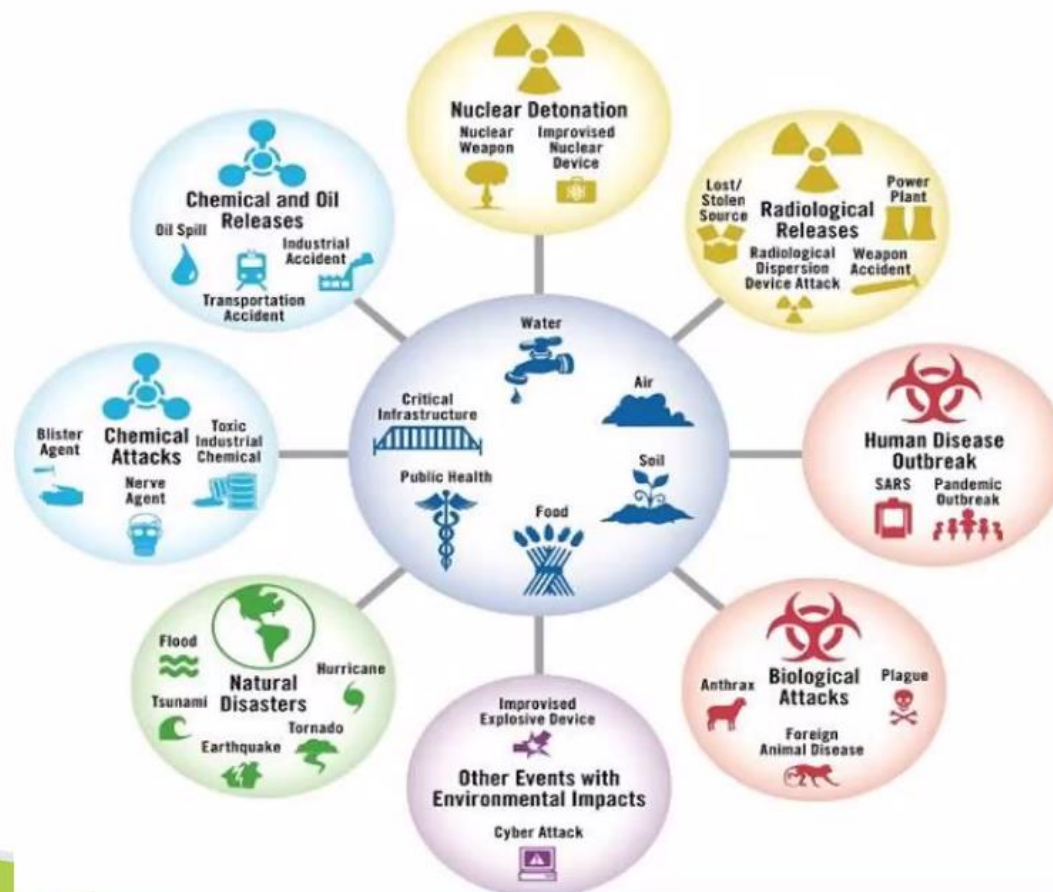 Nuclear Detonation
Nuclear
Weapon
Improvised
Nuclear
Device
Chemical and Oil
Releases
Oil Spill
Industrial
Accident
Transportation
Accident
Lost/
Stolen
Source
Power
Plant
Radiological
Releases
Radiological
Dispersion
Device Attack
Weapon
Accident
Water
Air
Critical
Infrastructure
Soil
Public Health
Food
Blister
Agent
Chemical
Attacks
Toxic
Industrial
Chemical
Nerve
Agent
Human Disease
Outbreak
SARS
Pandemic
Outbreak
Flood
Hurricane
Natural
Disasters
Tsunami
Tornado
Earthquake
Improvised
Explosive Device
Other Events with
Environmental Impacts
Cyber Attack
Anthrax
Biological
Attacks
Plague
Foreign
Animal Disease